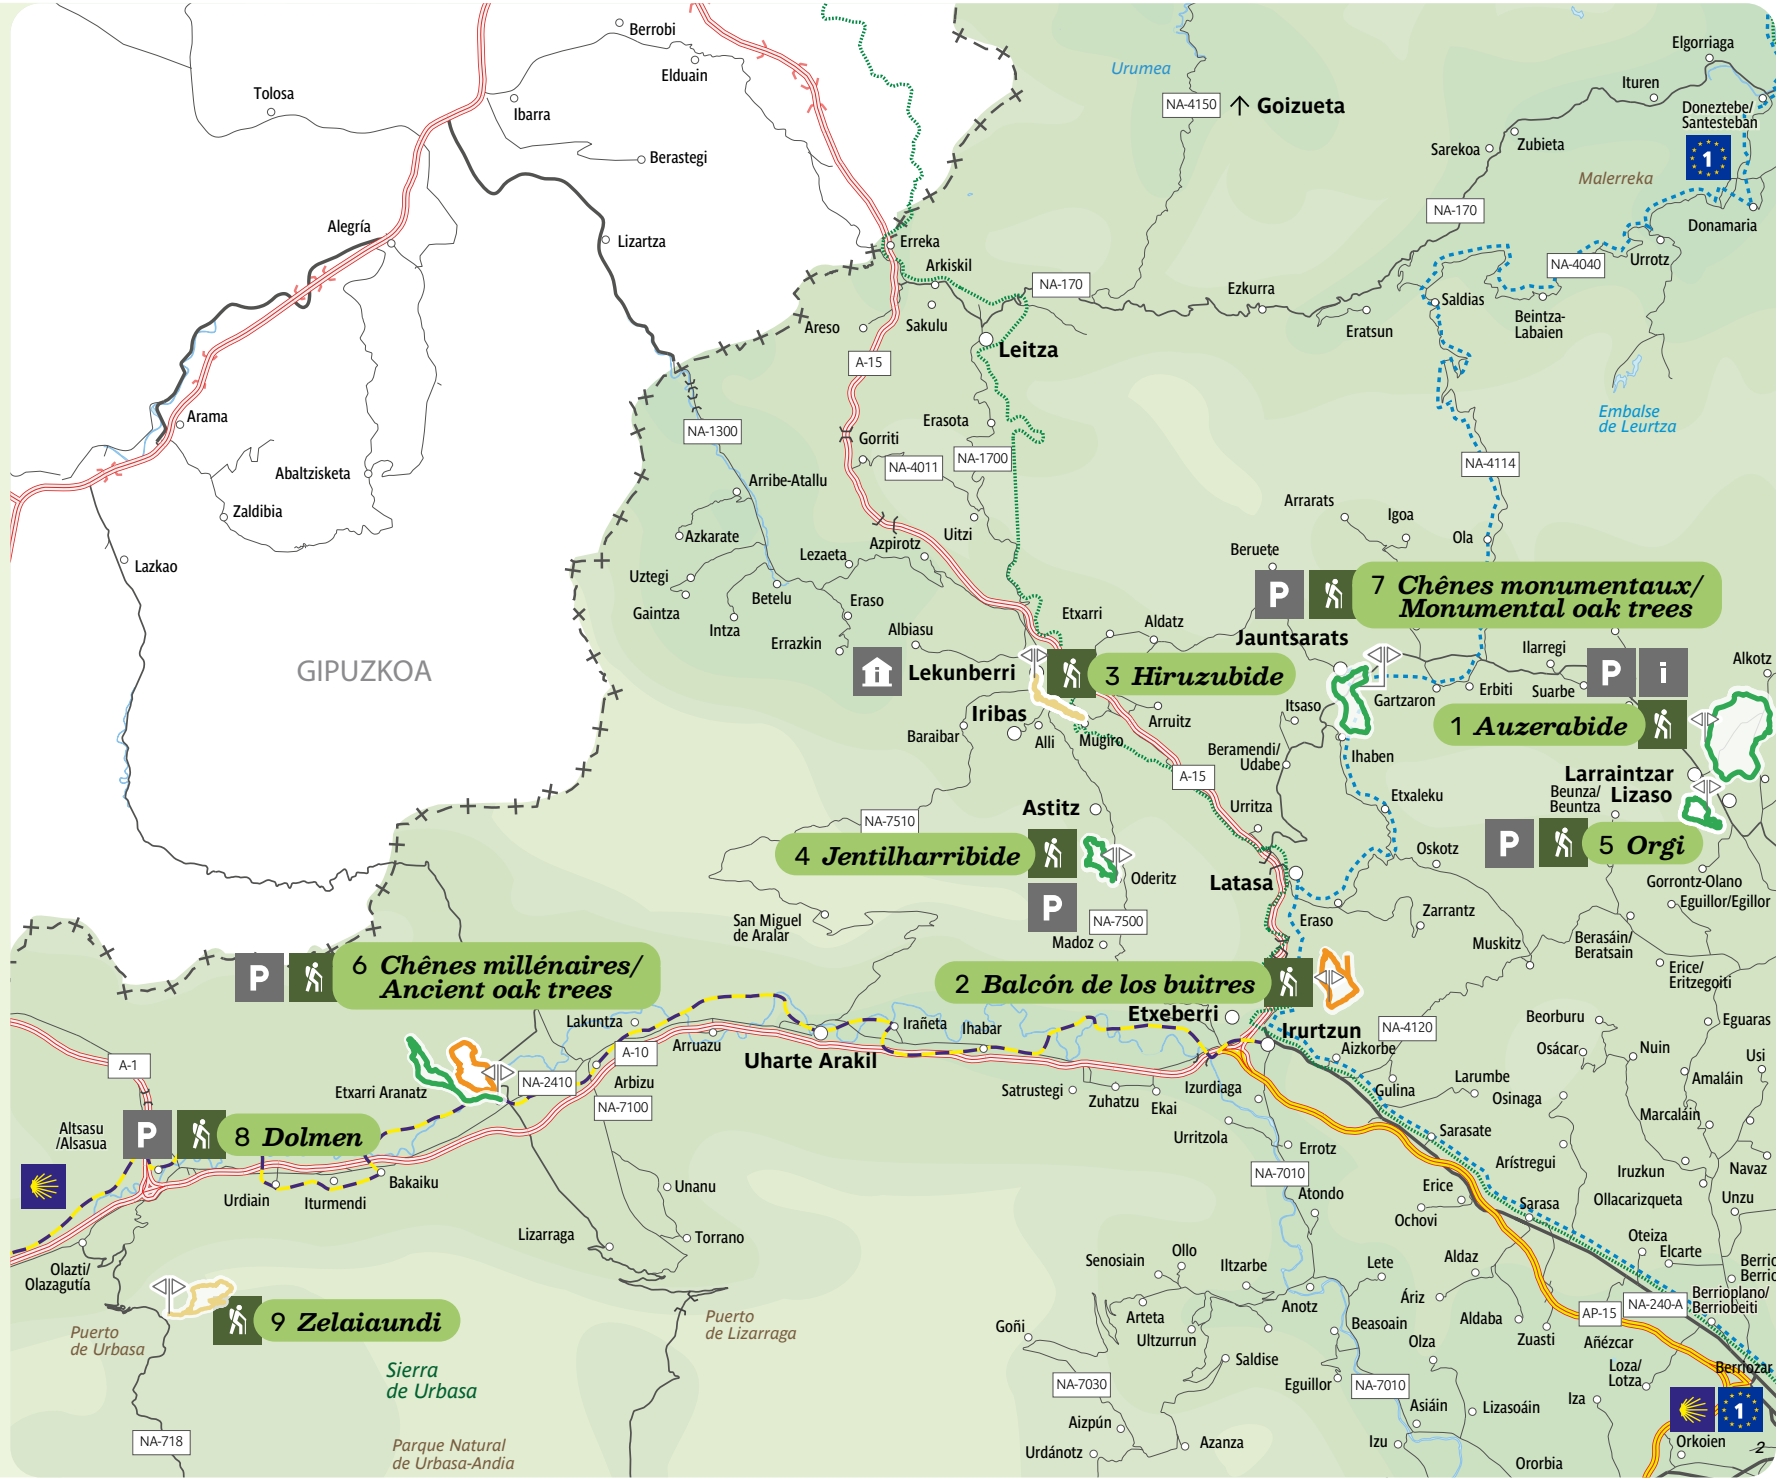 Berrobi
Elduain
Tolosa
Ibarra
Berastegi
Alegría
Lizartza
Arama
Abaltzisketa
Zaldibia
Lazkao
GIPUZKOA
Urumea
NA-4150
↑ Goizueta
Elgorriaga
Ituren
Doneztebe/
Santesteban
1
Zubieta
Sarekoa
Malerreka
NA-170
Donamaria
Urrotz
NA-4040
Erreka
Arkiskil
NA-170
Ezkurra
Eratsun
Saldias
Beintza-
Labaien
Areso
Sakulu
Leitza
A-15
Embalse
de Leurtza
NA-1300
Erasota
Gorriti
NA-4011
NA-1700
NA-4114
Arribe-Atallu
Azkarate
Lezaeta
Azpirotz
Uitzi
Ararats
Igoa
Ola
Beruete
Uztegi
Gaintza
Betelu
Intza
Eraso
Errazkin
Albiasu
Etxarri
Aldatz
P
7 Chênes monumentaux/
Monumental oak trees
Jauntsarats
i
Lekunberri
3 Hiruzubide
Ilarregi
P
i
Alkotz
Erbiti
Suarbe
Gartzaron
Itsaso
Iribas
Baraibar
Alli
Mugiro
Arruitz
1 Auzerabide
Beramendi/
Udabe
Ihaben
A-15
Larraintzar
Lizaso
Beunza/
Beuntza
Etxaleku
Astitz
Urritza
NA-7510
4 Jentilharribide
P
Oderitz
P
5 Orgi
Oskotz
Latasa
Gorrontz-Olano
Eguillor/Egillor
San Miguel
de Aralar
NA-7500
Madoz
Eraso
Zarrantz
Muskitz
Berasáin/
Beratsain
Erice/
Eritzegoiti
P
6 Chênes millénaires/
Ancient oak trees
2 Balcón de los buitres
Etxeberri
Irurtzun
NA-4120
Beorburu
Eguaras
Lakuntza
Irañeta
Ihabar
Arruazu
Uharte Arakil
A-1
A-10
NA-2410
Arbizu
NA-7100
Etxarri Aranatz
Aizkorbe
Osácar
Nuin
Usi
Satrustegi
Zuhatzu
Ekai
Izurdiaga
Gulina
Larumbe
Osinaga
Amaláin
Altsasu
/Alsasua
P
8 Dolmen
Urritzola
Errotz
Sarasate
Marcaláin
Arístregui
Iruzkun
Navaz
NA-7010
Urdiain
Iturmendi
Bakaiku
Unanu
Atondo
Erice
Ochovi
Sarasa
Ollacarizqueta
Unzu
Lizarraga
Torrano
Oteiza
Elcarte
Olazti/
Olazagutía
Senosiain
Ollo
Iltzarbe
Lete
Aldaz
Berrioplano/
Berriobeiti
Anotz
Áriz
AP-15
NA-240-A
9 Zelaiaundi
Puerto
de Urbasa
Puerto
de Lizarraga
Goñi
Arteta
Ultzurrun
Beasoain
Aldaba
Zuasti
Añézcar
Sierra
de Urbasa
Saldise
Olza
Loza/
Lotza
Berriozar
NA-7030
Eguillor
NA-7010
Iza
Asiáin
Lizasoáin
1
NA-718
Parque Natural
de Urbasa-Andia
Aizpún
Urdánotz
Azanza
Izu
Ororbia
Orkoien
2